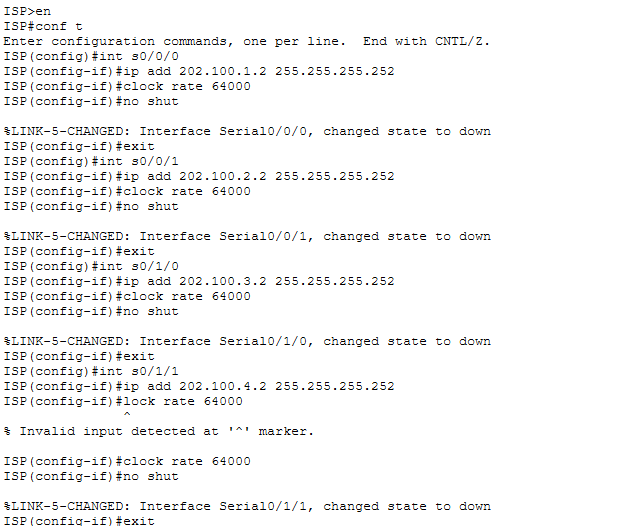 ISP>en
ISP#conf t
Enter configuration commands, one per line.  End with CNTL/Z.
ISP(config)#int s0/0/0
ISP(config-if)#ip add 202.100.1.2 255.255.255.252
ISP(config-if)#clock rate 64000
ISP(config-if)#no shut
%LINK-5-CHANGED: Interface Serial0/0/0, changed state to down
ISP(config-if)#exit
ISP(config)#int s0/0/1
ISP(config-if)#ip add 202.100.2.2 255.255.255.252
ISP(config-if)#clock rate 64000
ISP(config-if)#no shut
%LINK-5-CHANGED: Interface Serial0/0/1, changed state to down
ISP(config-if)#exit
ISP(config)#int s0/1/0
ISP(config-if)#ip add 202.100.3.2 255.255.255.252
ISP(config-if)#clock rate 64000
ISP(config-if)#no shut
%LINK-5-CHANGED: Interface Serial0/1/0, changed state to down
ISP(config-if)#exit
ISP(config)#int s0/1/1
ISP(config-if)#ip add 202.100.4.2 255.255.255.252
ISP(config-if)#lock rate 64000
^
% Invalid input detected at '^' marker.
ISP(config-if)#clock rate 64000
ISP(config-if)#no shut
%LINK-5-CHANGED: Interface Serial0/1/1, changed state to down
ISP(config-if)#exit